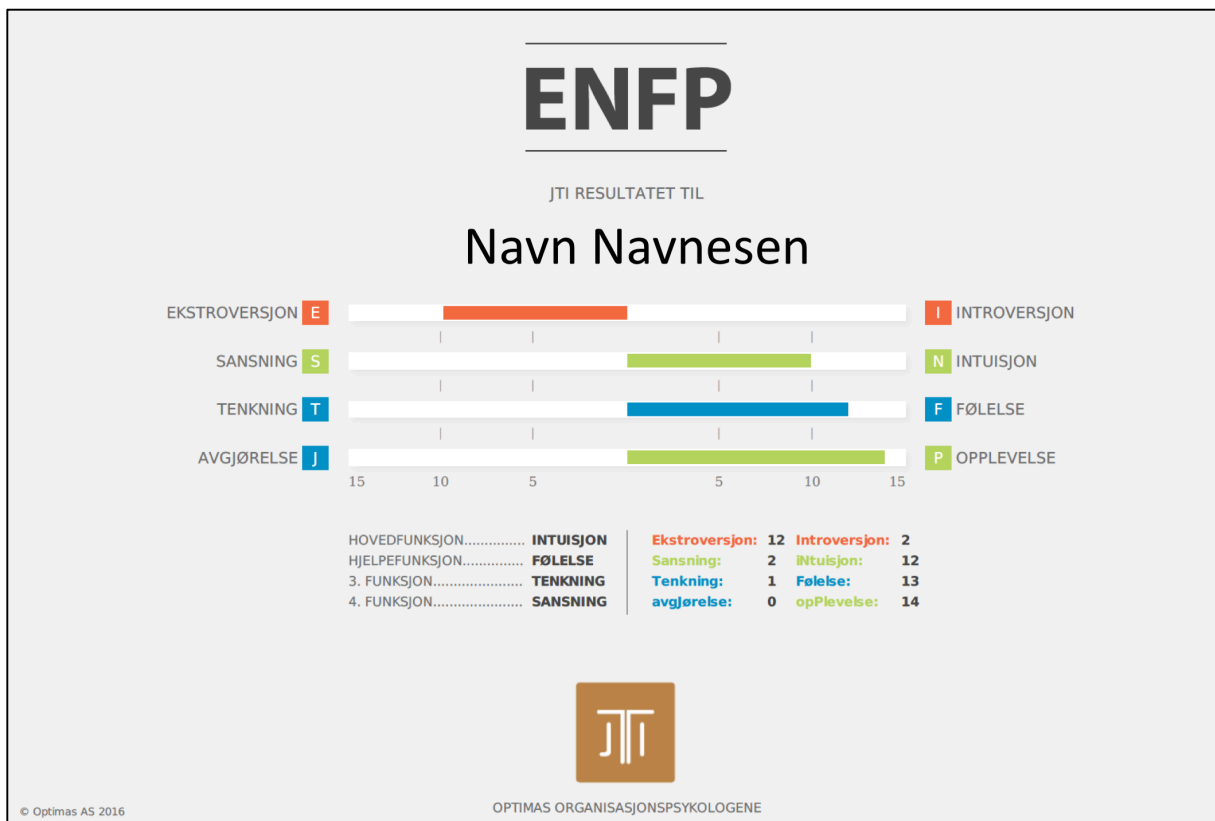 ENFP
JTI RESULTATET TIL
Navn Navnesen
EKSTROVERSJON E I INTROVERSJON
SANSNING S N INTUISJON
TENKNING T F FØLELSE
AVGJØRELSE J P OPPLEVELSE
15 10 5 5 10 15
HOVEDFUNKSJON............... INTUISJON Ekstroversjon: 12 Introversjon: 2
HJELPEFUNKSJON.............. FØLELSE Sansning: 2 iNtuisjon: 12
3. FUNKSJON..................... TENKNING Tenkning: 1 Følelse: 13
4. FUNKSJON...................... SANSNING avgJørelse: 0 opPlevelse: 14
JTI
© Optimas AS 2016 OPTIMAS ORGANISASJONSPSYKOLOGENE